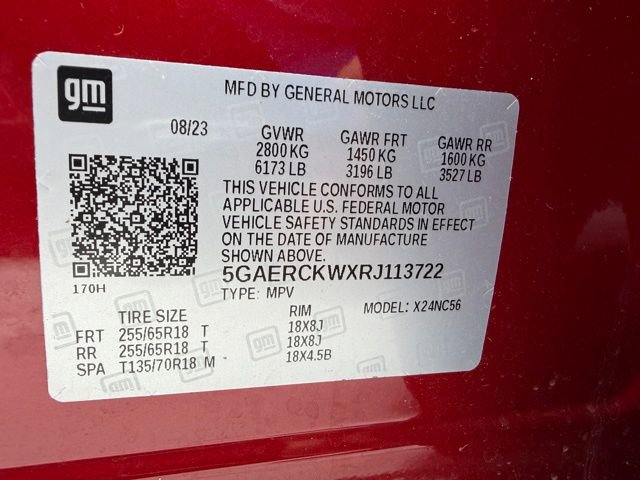 gm
MFD BY GENERAL MOTORS LLC
08/23 GVWR GAWR FRT GAWR RR
2800 KG 1450 KG 1600 KG
6173 LB 3196 LB 3527 LB
THIS VEHICLE CONFORMS TO ALL
APPLICABLE U.S. FEDERAL MOTOR
VEHICLE SAFETY STANDARDS IN EFFECT
ON THE DATE OF MANUFACTURE
SHOWN ABOVE.
170H
5GAERCKWXRJ113722
TYPE: MPV MODEL: X24NC56
TIRE SIZE RIM
FRT 255/65R18 T 18X8J
RR 255/65R18 T 18X8J
SPA T135/70R18 M 18X4.5B